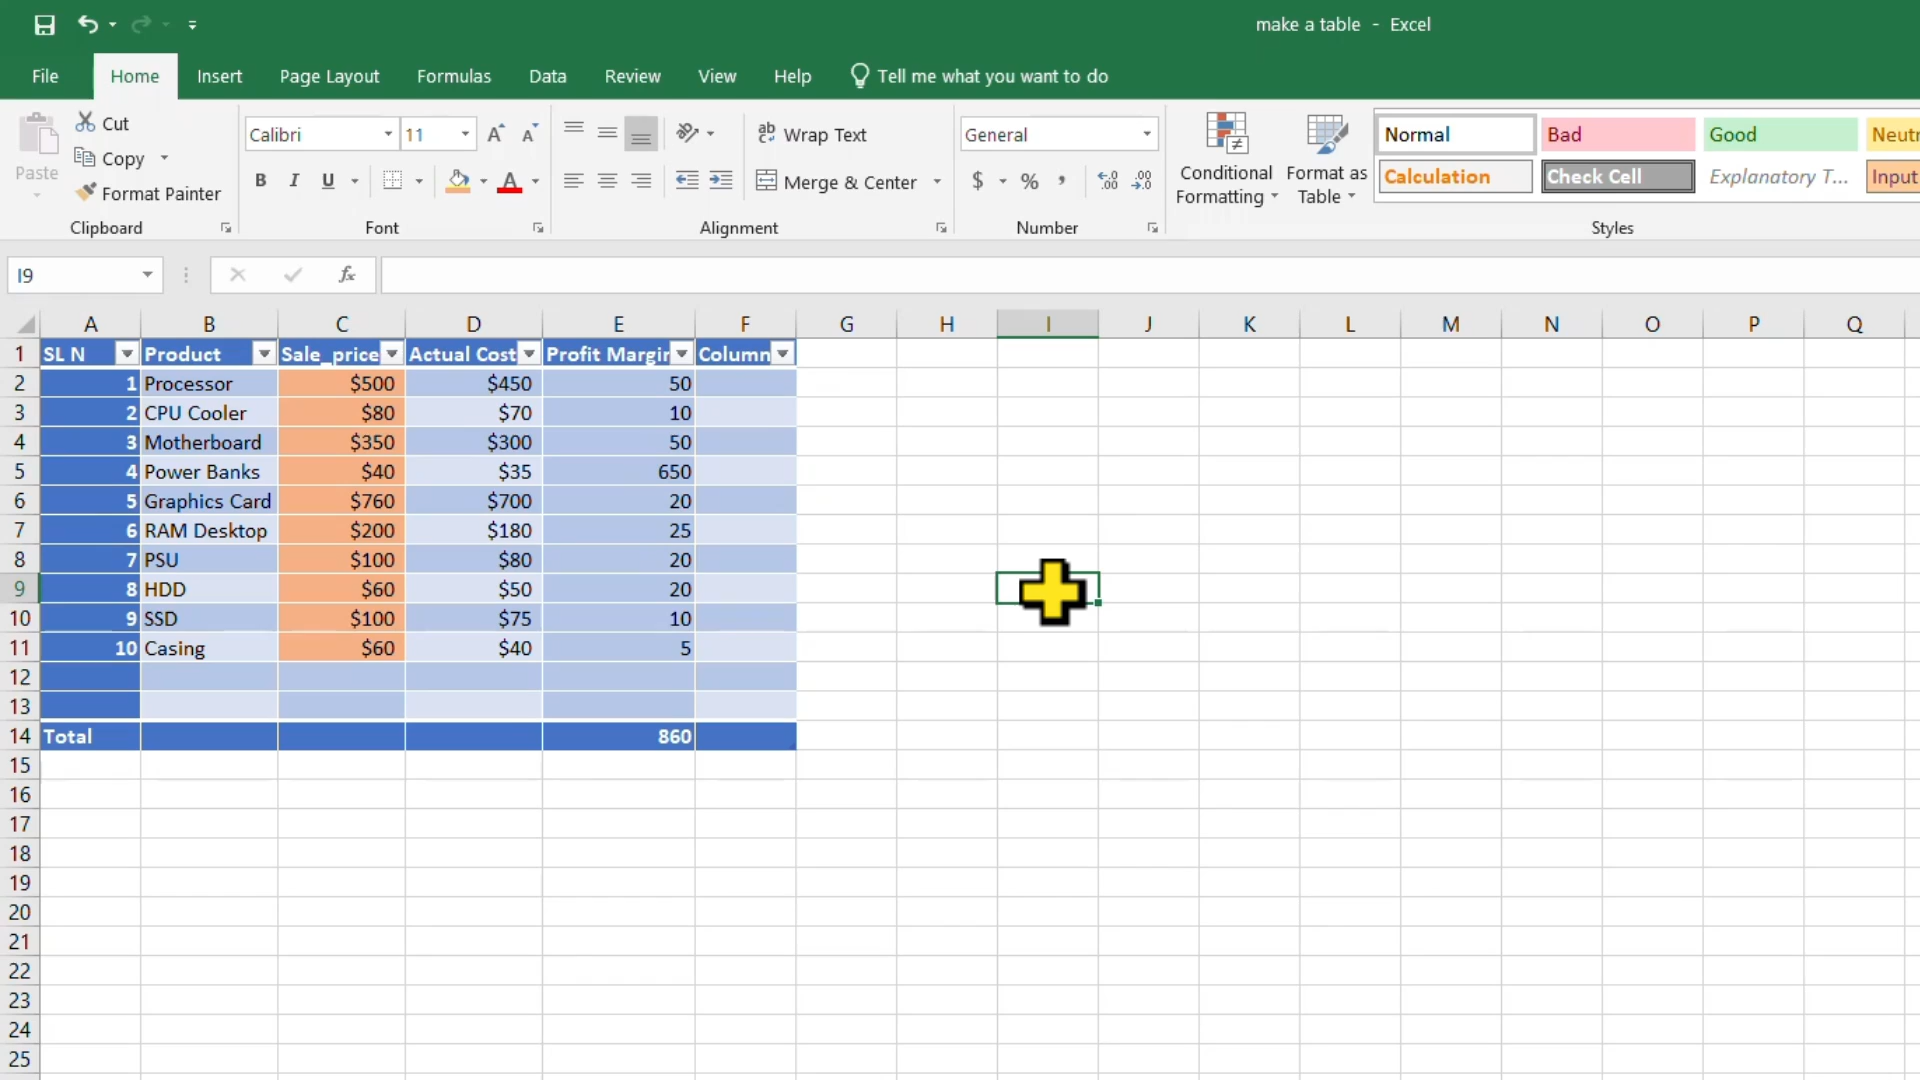 make a table - Excel
File Home Insert Page Layout Formulas Data Review View Help Tell me what you want to do
Paste Cut Copy Format Painter
Calibri 11
B I U
Wrap Text
Merge & Center
General
$ % ,
Conditional Formatting
Format as Table
Normal Bad Good
Calculation Check Cell Explanatory T... Input
Clipboard Font Alignment Number Styles
I9 fx
A B C D E F G H I J K L M N O P Q
1 SL N Product Sale_price Actual Cost Profit Margin Column
2 1 Processor $500 $450 50
3 2 CPU Cooler $80 $70 10
4 3 Motherboard $350 $300 50
5 4 Power Banks $40 $35 650
6 5 Graphics Card $760 $700 20
7 6 RAM Desktop $200 $180 25
8 7 PSU $100 $80 20
9 8 HDD $60 $50 20
10 9 SSD $100 $75 10
11 10 Casing $60 $40 5
12
13
14 Total 860
15
16
17
18
19
20
21
22
23
24
25